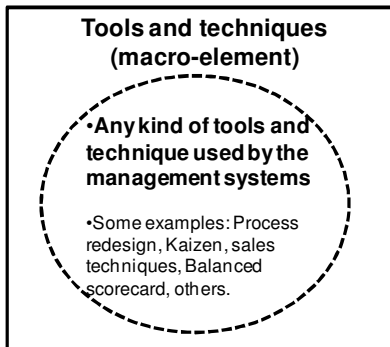 Tools and techniques
(macro-element)
•Any kind of tools and
technique used by the
management systems
•Some examples: Process
redesign, Kaizen, sales
techniques, Balanced
scorecard, others.